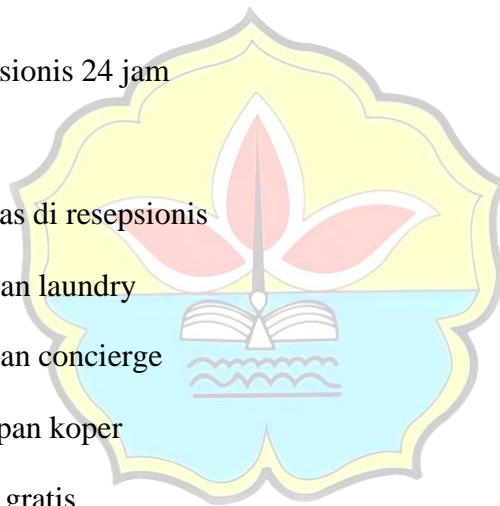 sionis 24 jam
as di resepsionis
an laundry
an concierge
pan koper
gratis